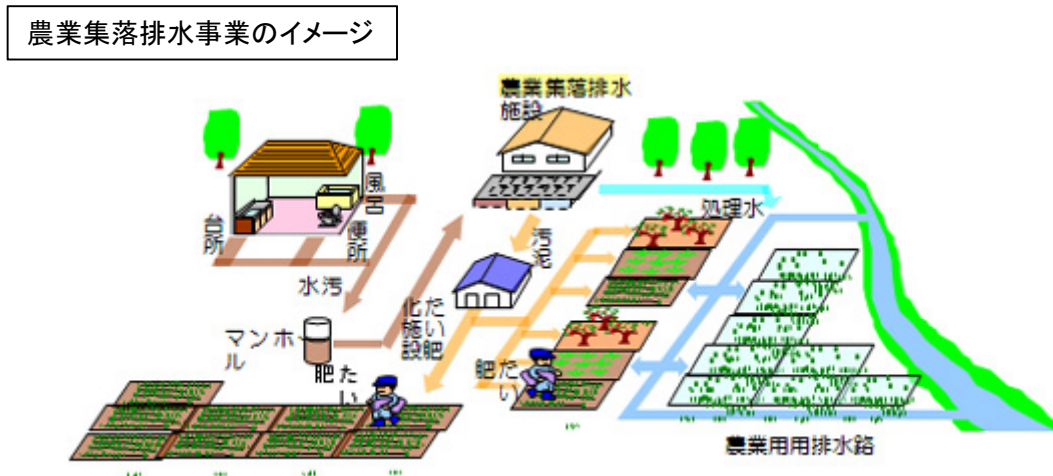 農業集落排水事業のイメージ
農業集落排水
施設
風呂
台所
便所
汚水
マンホー
ル
たい肥
化施設
汚泥
処理水
たい
肥
たい
肥
農業用用排水路